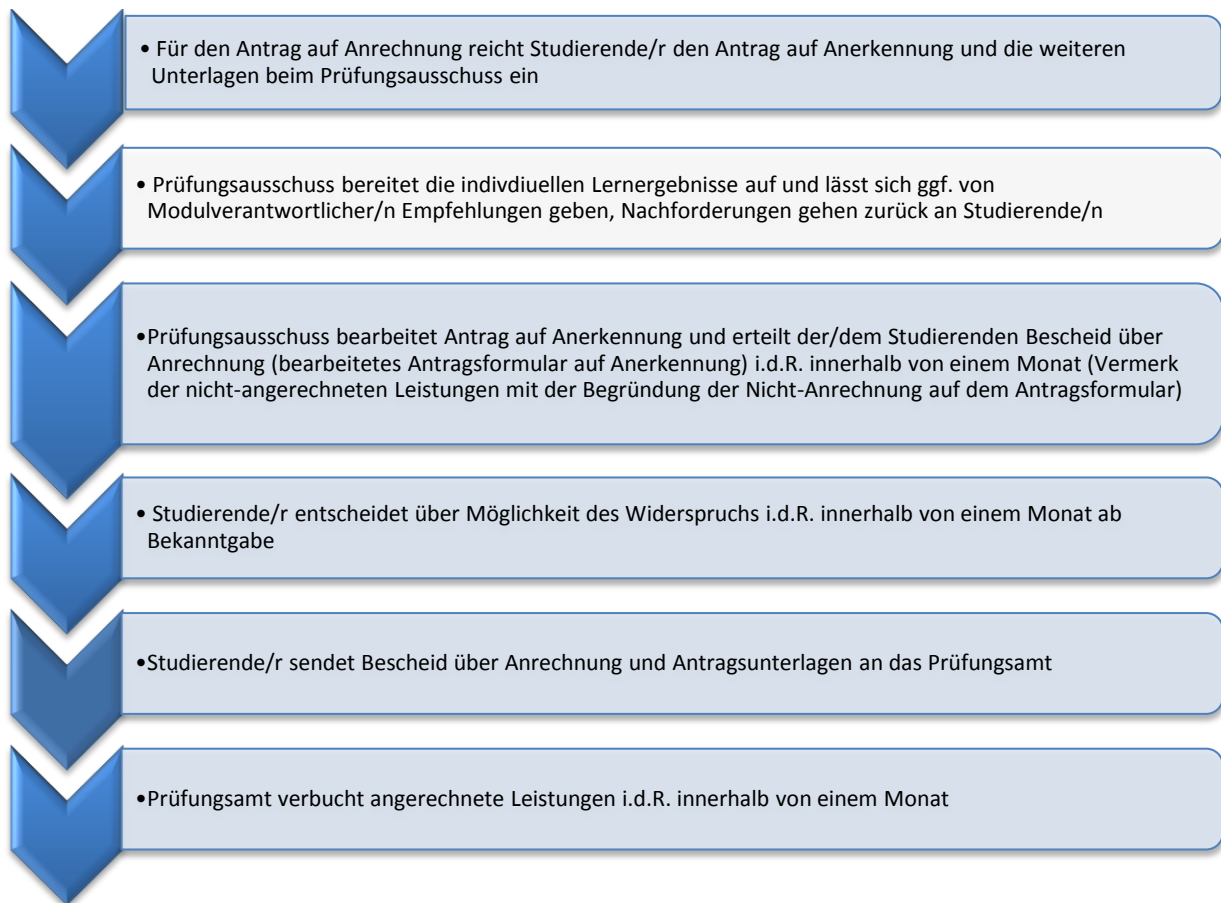 • Für den Antrag auf Anrechnung reicht Studierende/r den Antrag auf Anerkennung und die weiteren
Unterlagen beim Prüfungsausschuss ein
• Prüfungsausschuss bereitet die indivdiuellen Lernergebnisse auf und lässt sich ggf. von
Modulverantwortlicher/n Empfehlungen geben, Nachforderungen gehen zurück an Studierende/n
•Prüfungsausschuss bearbeitet Antrag auf Anerkennung und erteilt der/dem Studierenden Bescheid über
Anrechnung (bearbeitetes Antragsformular auf Anerkennung) i.d.R. innerhalb von einem Monat (Vermerk
der nicht-angerechneten Leistungen mit der Begründung der Nicht-Anrechnung auf dem Antragsformular)
• Studierende/r entscheidet über Möglichkeit des Widerspruchs i.d.R. innerhalb von einem Monat ab
Bekanntgabe
•Studierende/r sendet Bescheid über Anrechnung und Antragsunterlagen an das Prüfungsamt
•Prüfungsamt verbucht angerechnete Leistungen i.d.R. innerhalb von einem Monat